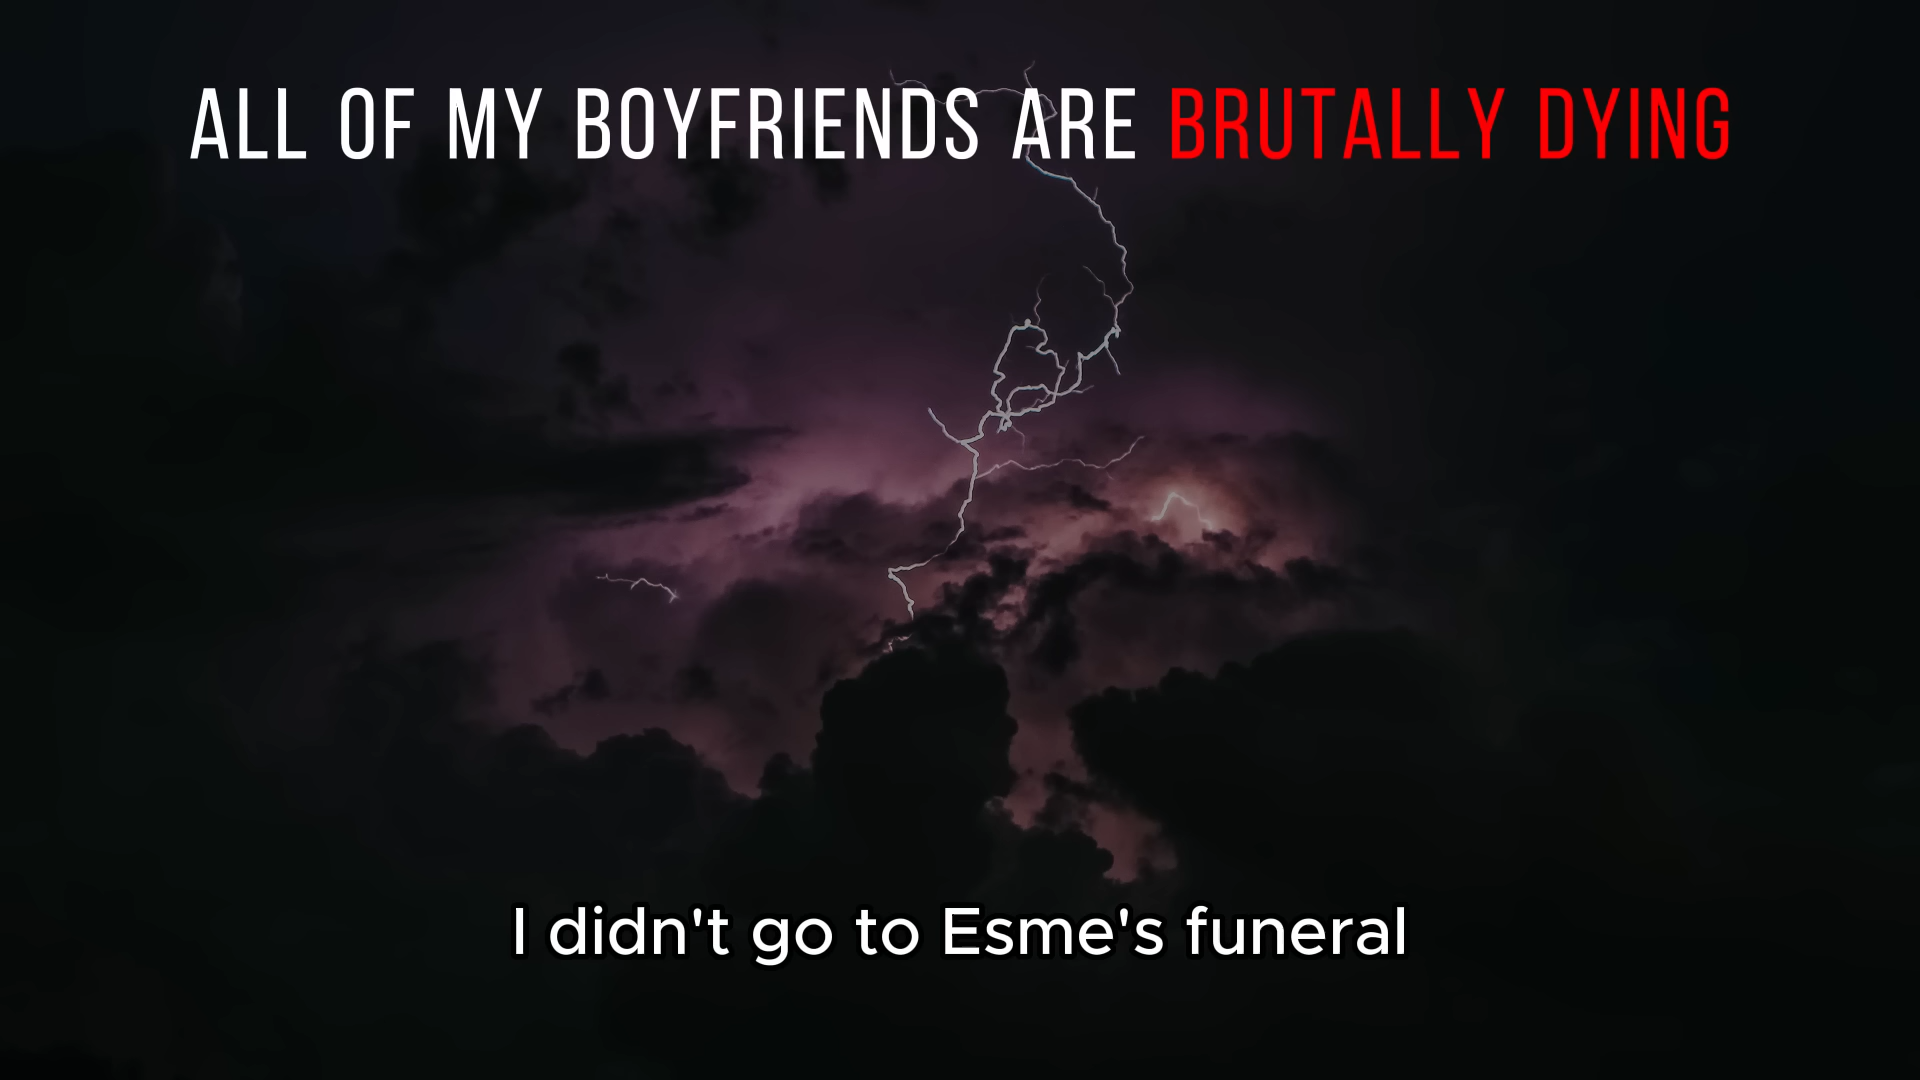 ALL OF MY BOYFRIENDS ARE BRUTALLY DYING
I didn't go to Esme's funeral